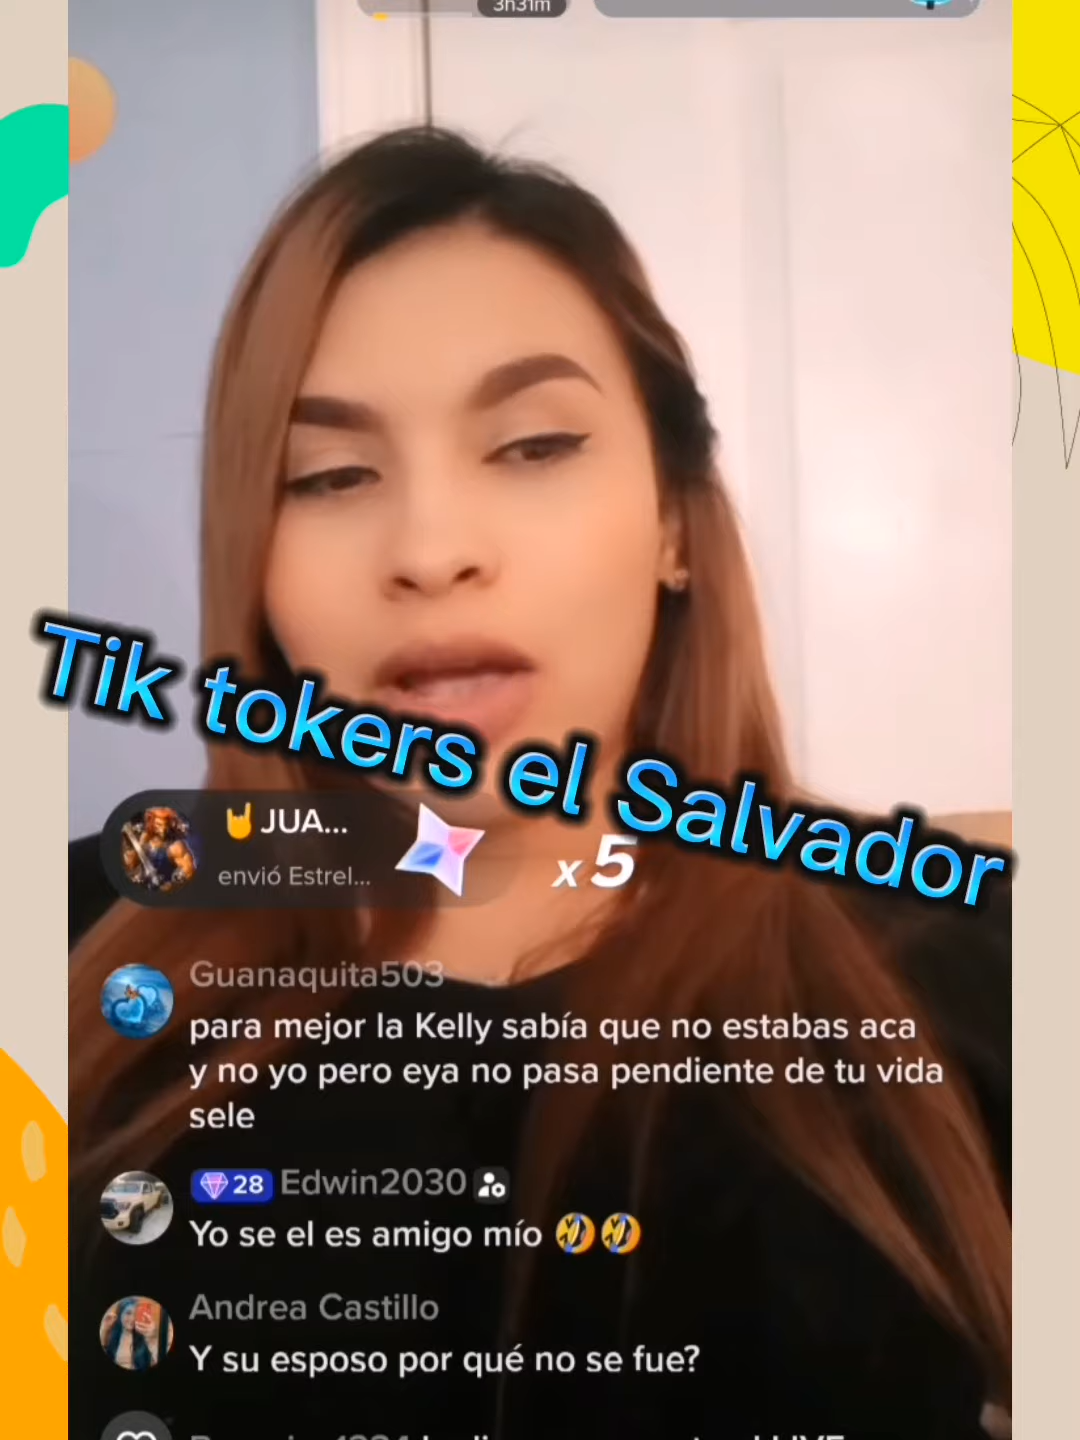 3h31m
Tik tokers el Salvador
JUA...
envió Estrel...
x 5
Guanaquita503
para mejor la Kelly sabía que no estabas aca
y no yo pero eya no pasa pendiente de tu vida
sele
28 Edwin2030
Yo se el es amigo mío 🤣🤣
Andrea Castillo
Y su esposo por qué no se fue?